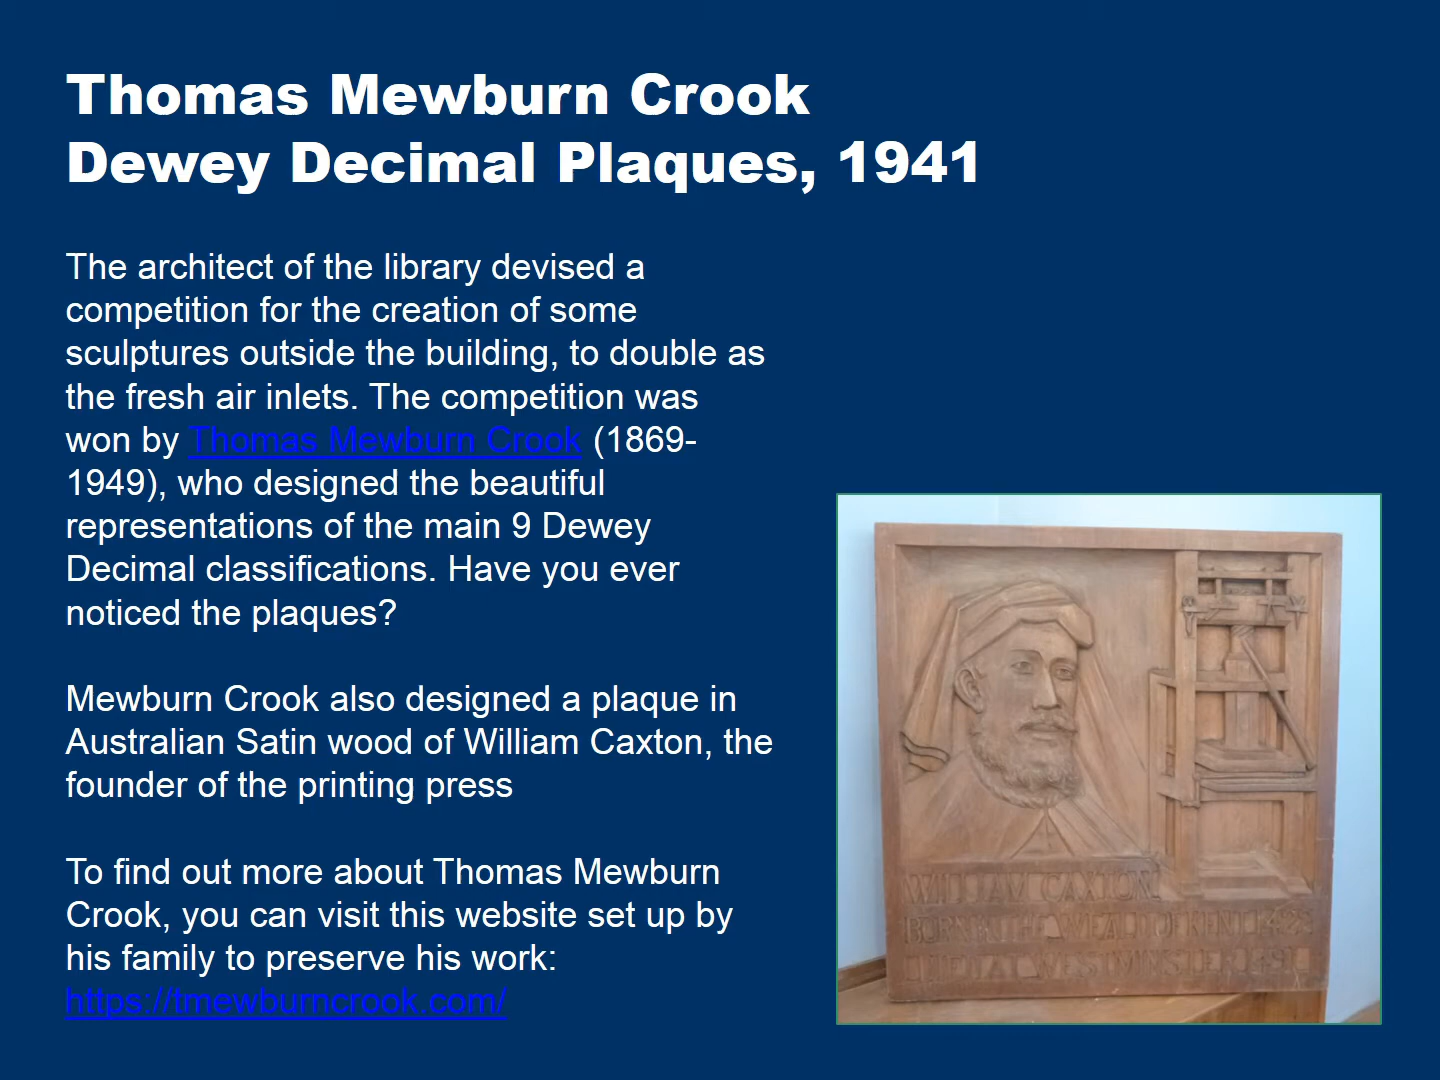 Thomas Mewburn Crook
Dewey Decimal Plaques, 1941
The architect of the library devised a
competition for the creation of some
sculptures outside the building, to double as
the fresh air inlets. The competition was
won by Thomas Mewburn Crook (1869-
1949), who designed the beautiful
representations of the main 9 Dewey
Decimal classifications. Have you ever
noticed the plaques?
Mewburn Crook also designed a plaque in
Australian Satin wood of William Caxton, the
founder of the printing press
To find out more about Thomas Mewburn
Crook, you can visit this website set up by
his family to preserve his work:
https://tmewburncrook.com/
WILLIAM CAXTON
BORN IN THE WEALD OF KENT
DIED AT WESTMINSTER 1491